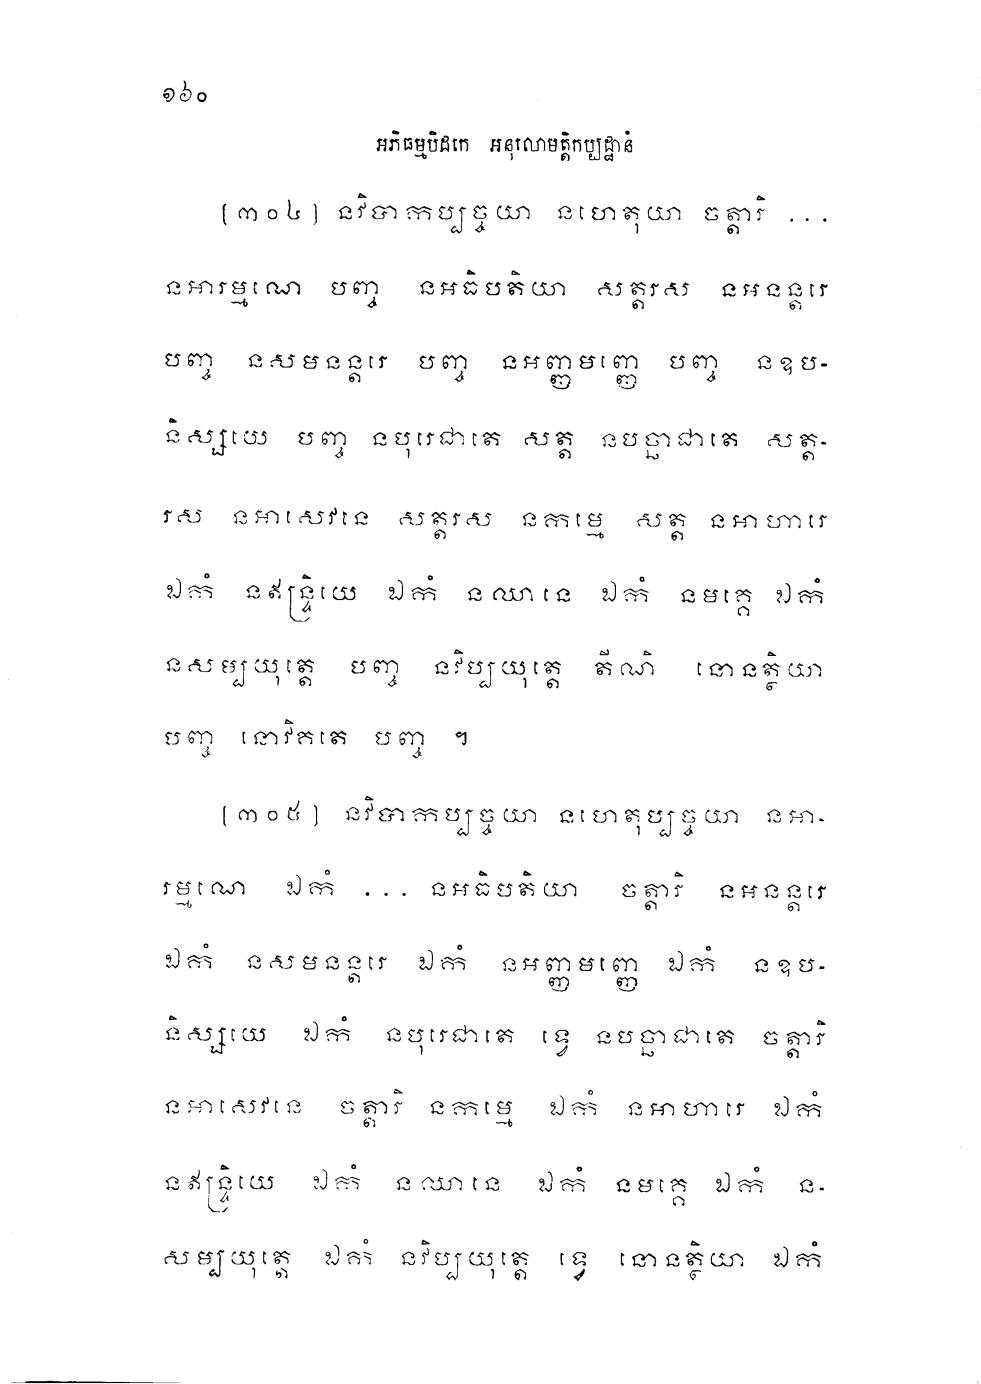 ១៦០
អភិធម្មបិដកេ អនុលោមត្តិកប្បដ្ឋានំ
[៣០៤] នវិបាកប្បច្ចយា នហេតុយា ចត្តារិ ...
នអារម្មណេ បញ្ច នអធិបតិយា សត្តរស នអនន្តរេ
បញ្ច នសមនន្តរេ បញ្ច នអញ្ញមញ្ញេ បញ្ច នឧប-
និស្សយេ បញ្ច នបុរេជាតេ សត្ត នបច្ឆាជាតេ សត្ត-
រស នអាសេវនេ សត្តរស នកម្មេ សត្ត នអាហារេ
ឯកំ នឥន្ទ្រិយេ ឯកំ នឈានេ ឯកំ នមគ្គេ ឯកំ
នសម្បយុត្តេ បញ្ច នវិប្បយុត្តេ តីណិ នោនត្ថិយា
បញ្ច នោវិគតេ បញ្ច ។
[៣០៥] នវិបាកប្បច្ចយា នហេតុប្បច្ចយា នអា-
រម្មណេ ឯកំ ... នអធិបតិយា ចត្តារិ នអនន្តរេ
ឯកំ នសមនន្តរេ ឯកំ នអញ្ញមញ្ញេ ឯកំ នឧប-
និស្សយេ ឯកំ នបុរេជាតេ ទ្វេ នបច្ឆាជាតេ ចត្តារិ
នអាសេវនេ ចត្តារិ នកម្មេ ឯកំ នអាហារេ ឯកំ
នឥន្ទ្រិយេ ឯកំ នឈានេ ឯកំ នមគ្គេ ឯកំ ន-
សម្បយុត្តេ ឯកំ នវិប្បយុត្តេ ទ្វេ នោនត្ថិយា ឯកំ